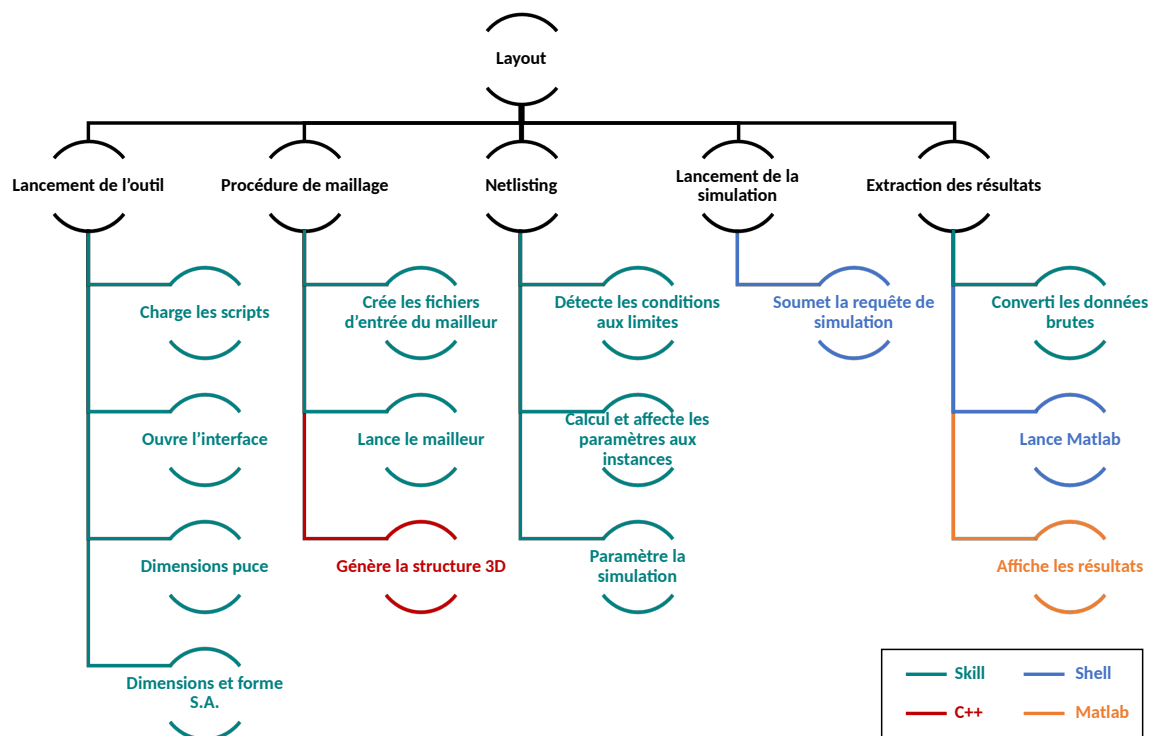 Layout
Lancement de l’outil
Procédure de maillage
Netlisting
Lancement de la
simulation
Extraction des résultats
Charge les scripts
Ouvre l’interface
Dimensions puce
Dimensions et forme
S.A.
Crée les fichiers
d’entrée du mailleur
Lance le mailleur
Génère la structure 3D
Détecte les conditions
aux limites
Calcul et affecte les
paramètres aux
instances
Paramètre la
simulation
Soumet la requête de
simulation
Converti les données
brutes
Lance Matlab
Affiche les résultats
Skill
Shell
C++
Matlab